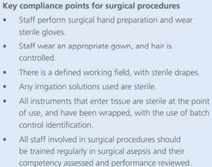 Key compliance points for surgical procedures
• Staff perform surgical hand preparation and wear
sterile gloves.
• Staff wear an appropriate gown, and hair is
controlled.
• There is a defined working field, with sterile drapes.
• Any irrigation solutions used are sterile.
• All instruments that enter tissue are sterile at the point
of use, and have been wrapped, with the use of batch
control identification.
• All staff involved in surgical procedures should
be trained regularly in surgical asepsis and their
competency assessed and performance reviewed.